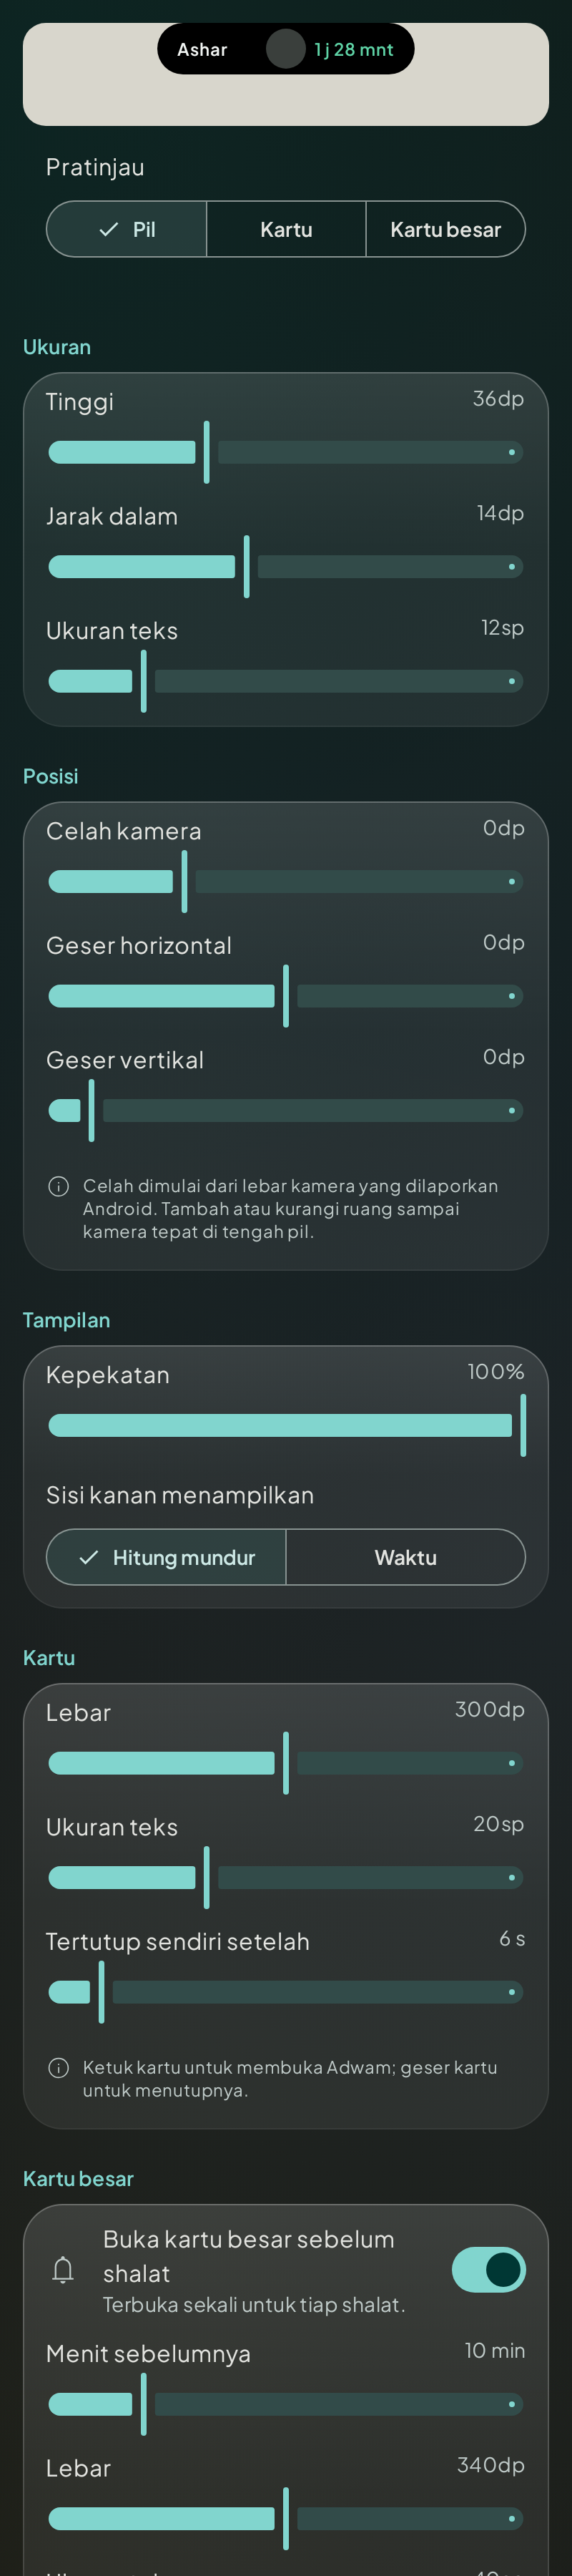 Ashar
1 j 28 mnt
Pratinjau
Pil
Kartu
Kartu besar
Ukuran
Tinggi
36dp
Jarak dalam
14dp
Ukuran teks
12sp
Posisi
Celah kamera
0dp
Geser horizontal
0dp
Geser vertikal
0dp
Celah dimulai dari lebar kamera yang dilaporkan
Android. Tambah atau kurangi ruang sampai
kamera tepat di tengah pil.
Tampilan
Kepekatan
100%
Sisi kanan menampilkan
Hitung mundur
Waktu
Kartu
Lebar
300dp
Ukuran teks
20sp
Tertutup sendiri setelah
6 s
Ketuk kartu untuk membuka Adwam; geser kartu
untuk menutupnya.
Kartu besar
Buka kartu besar sebelum
shalat
Terbuka sekali untuk tiap shalat.
Menit sebelumnya
10 min
Lebar
340dp